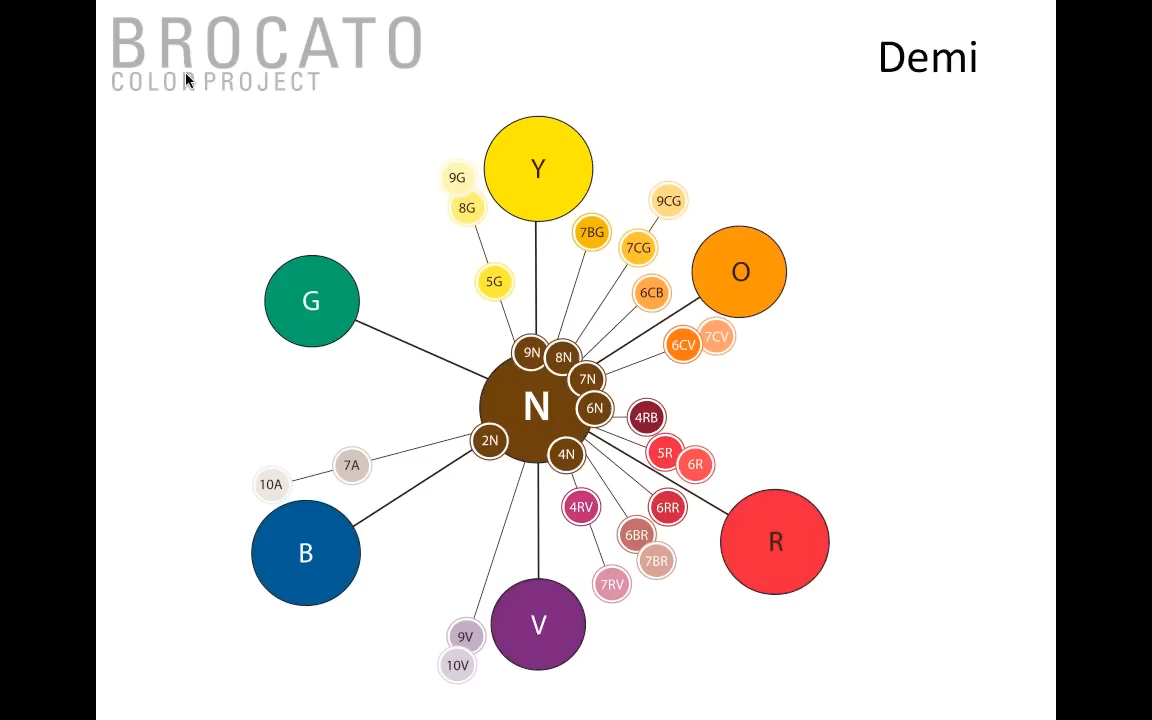 BROCATO
COLOR PROJECT
Demi
Y
9G
8G
5G
7BG
9CG
7CG
6CB
O
6CV
7CV
G
9N
8N
7N
6N
N
2N
4N
4RB
5R
6R
6RR
6BR
7BR
R
4RV
7RV
7A
10A
B
V
9V
10V